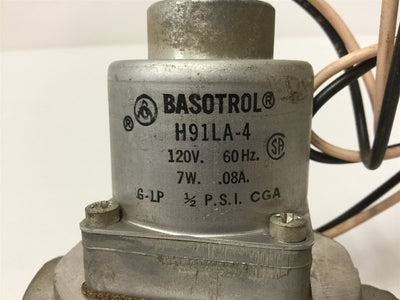 ® BASOTROL®
H91LA-4
120V. 60Hz.
7W. .08A.
G-LP ½ P.S.I. CGA